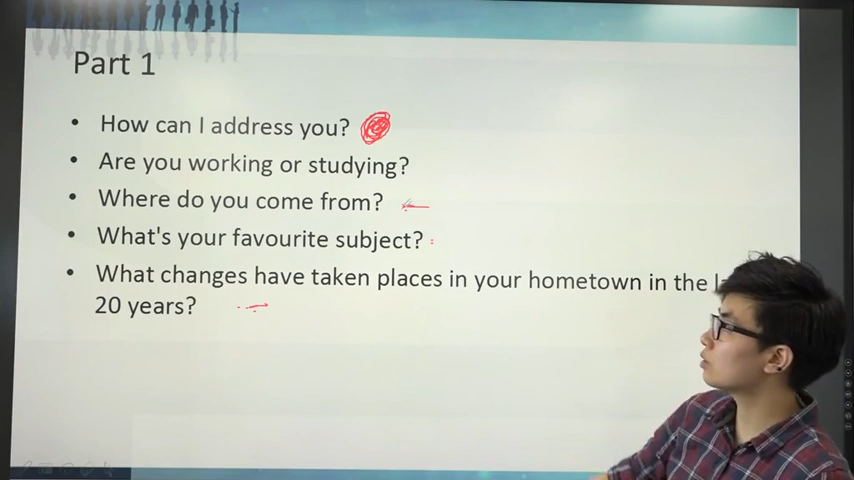 Part 1
• How can I address you?
• Are you working or studying?
• Where do you come from?
• What's your favourite subject?
• What changes have taken places in your hometown in the
20 years?